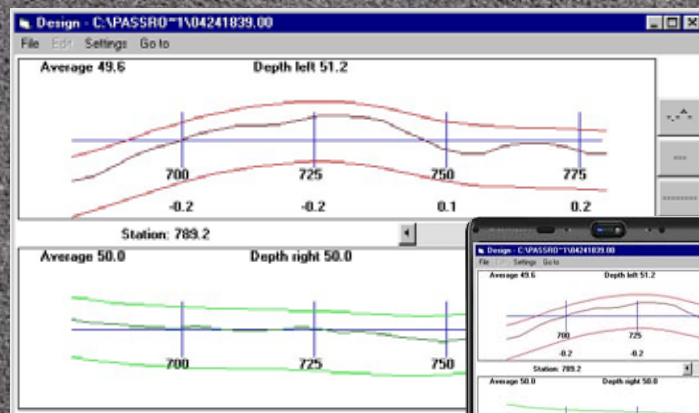 Design - C:\PASSRO~1\04241839.00
File Edit Settings Go to
Average 49.6 Depth left 51.2
700 725 750 775
-0.2 -0.2 0.1 0.2
Station: 789.2
Average 50.0 Depth right 50.0
700 725 750
Design - C:\PASSRO~1\04241839.00
File Settings Go to
Average 49.6 Depth left 51.2
700 725
-0.2 -0.2
Station: 789.2
Average 50.0 Depth right 50.0